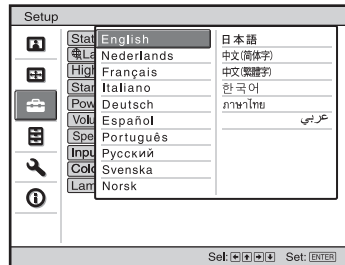 Setup
Stat
La
High
Star
Pow
Volu
Spe
Inpu
Colo
Lam
English
Nederlands
Français
Italiano
Deutsch
Español
Português
Русский
Svenska
Norsk
日本語
中文(简体字)
中文(繁體字)
한국어
ภาษาไทย
عربي
Sel: Set: ENTER